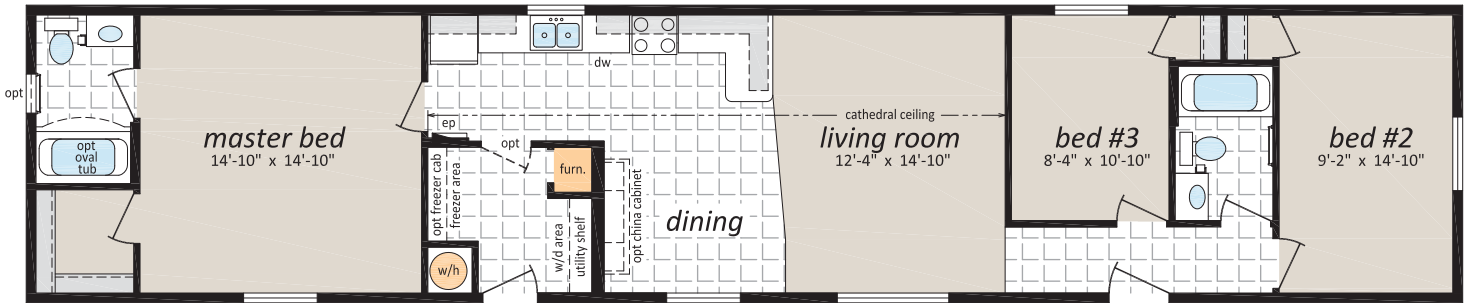 opt
opt
oval
tub
master bed
14'-10" x 14'-10"
dw
ep
opt
opt freezer cab
freezer area
furn.
w/h
w/d area
utility shelf
opt china cabinet
dining
cathedral ceiling
living room
12'-4" x 14'-10"
bed #3
8'-4" x 10'-10"
bed #2
9'-2" x 14'-10"